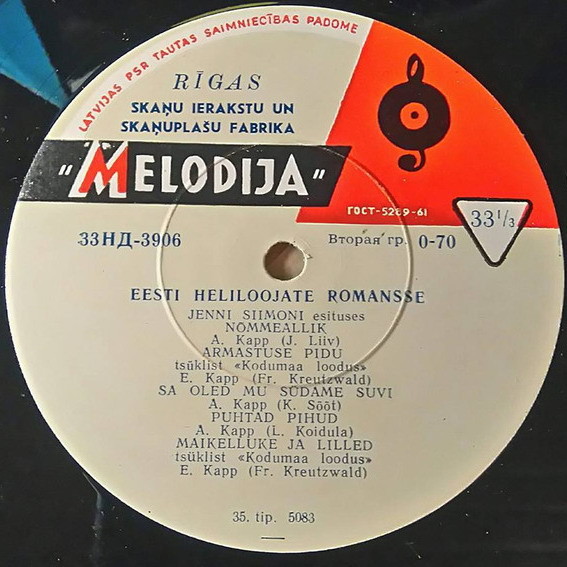 LATVIJAS PSR TAUTAS SAIMNIECĪBAS PADOME
RĪGAS
SKAŅU IERAKSTU UN
SKAŅUPLAŠU FABRIKA
"MELODIJA"
ГОСТ-5289-61
33НД-3906
Вторая гр. 0-70
33⅓
EESTI HELILOOJATE ROMANSSE
JENNI SIIMONI esituses
NÕMMEALLIK
A. Kapp (J. Liiv)
ARMASTUSE PIDU
tsüklist «Kodumaa loodus»
E. Kapp (Fr. Kreutzwald)
SA OLED MU SÜDAME SUVI
A. Kapp (K. Sööt)
PUHTAD PIHUD
A. Kapp (L. Koidula)
MAIKELLUKE JA LILLED
tsüklist «Kodumaa loodus»
E. Kapp (Fr. Kreutzwald)
35. tip. 5083